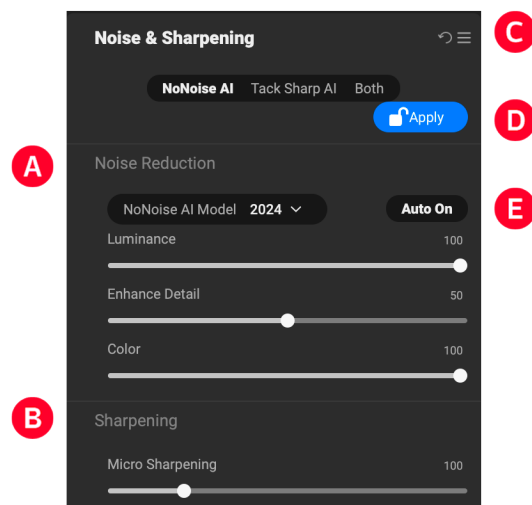 Noise & Sharpening
C
NoNoise AI Tack Sharp AI Both
Apply
D
A
Noise Reduction
NoNoise AI Model 2024 Auto On
E
Luminance 100
Enhance Detail 50
Color 100
B
Sharpening
Micro Sharpening 100